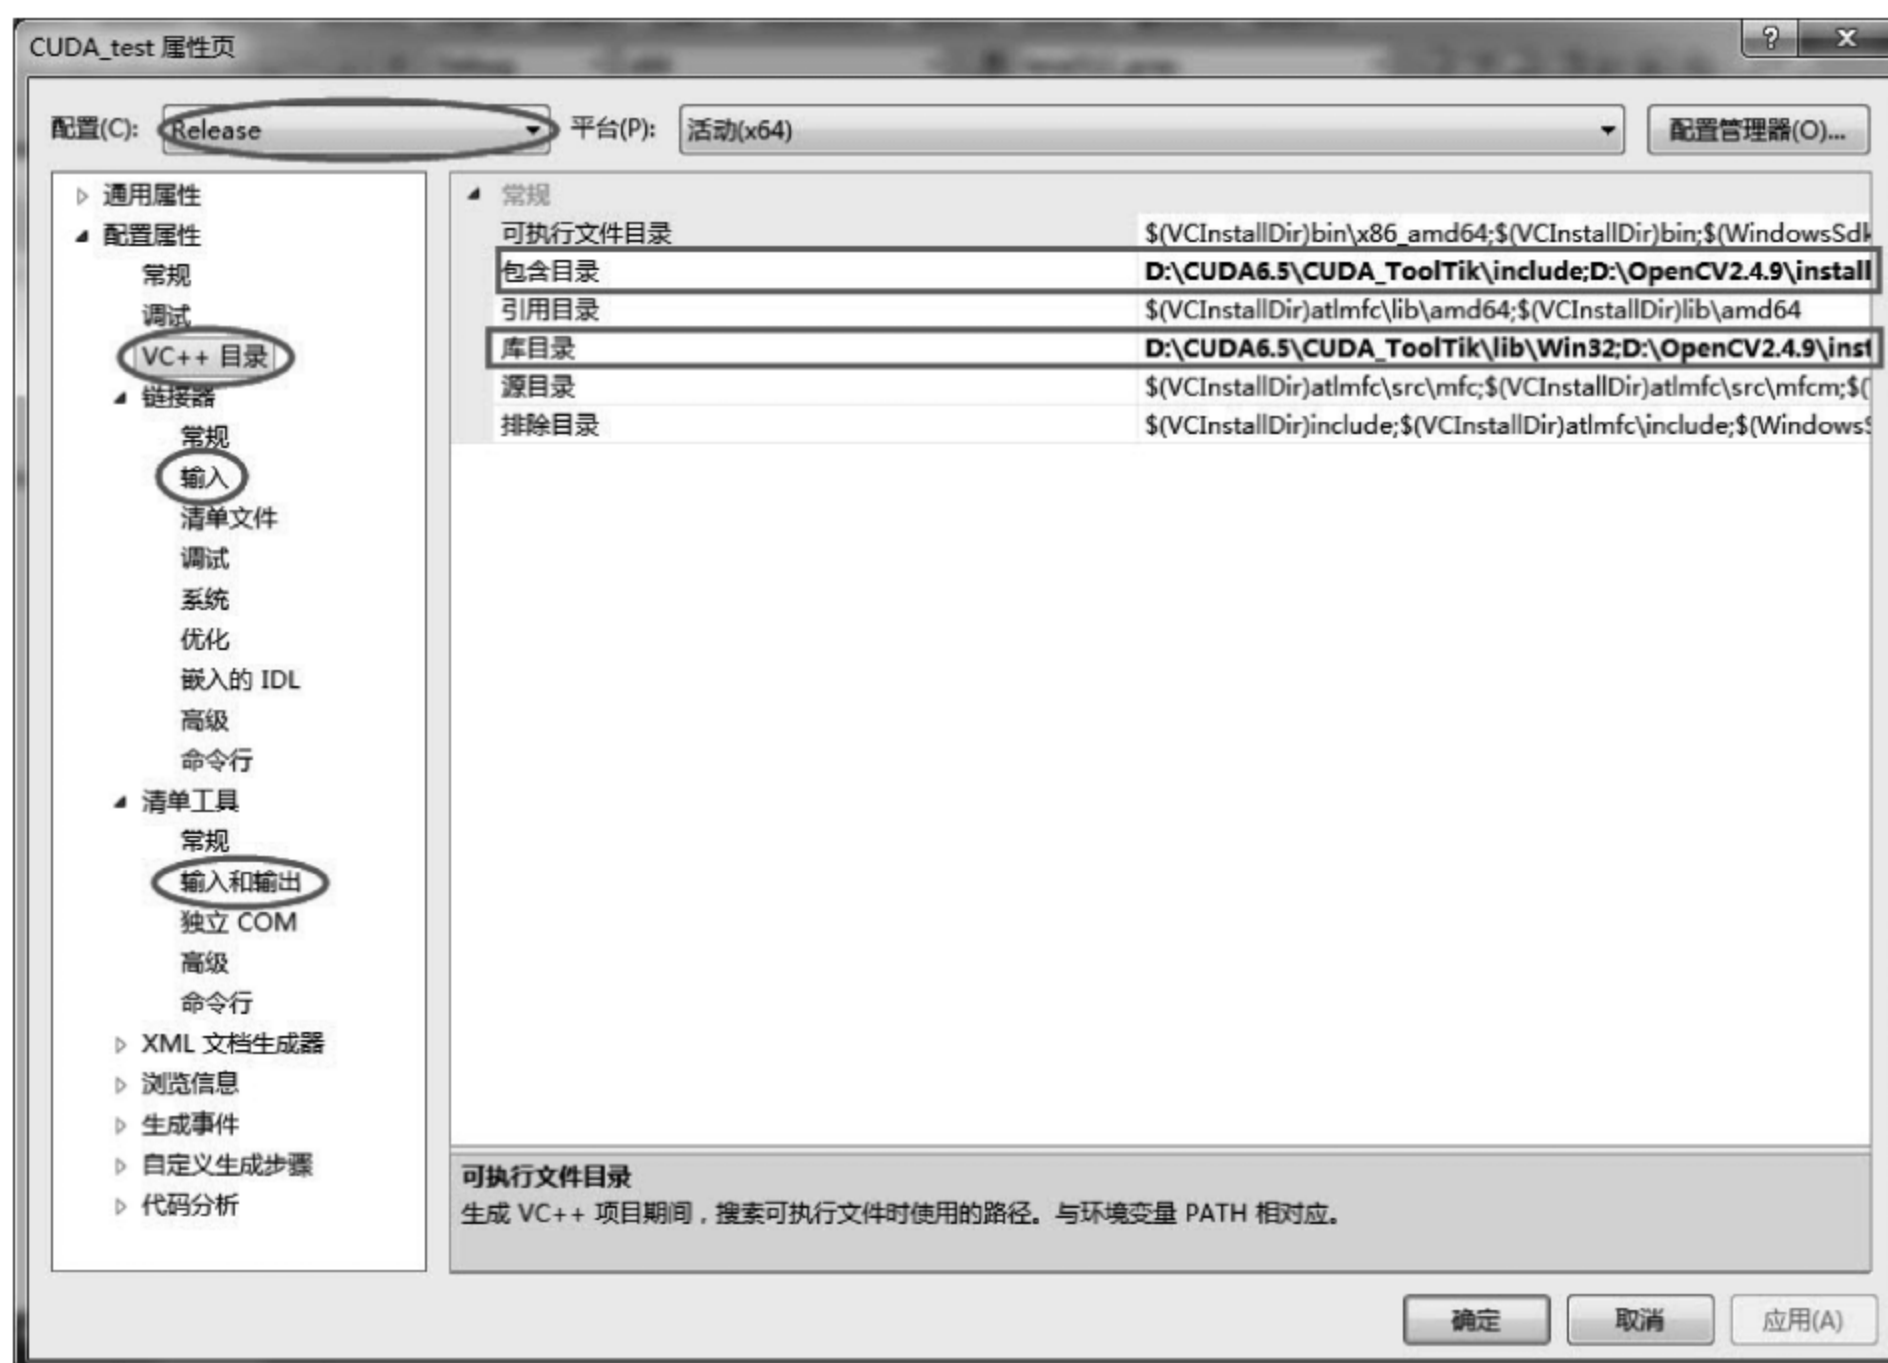 CUDA_test 属性页
配置(C): Release 平台(P): 活动(x64) 配置管理器(O)...
通用属性
配置属性
常规
调试
VC++ 目录
链接器
常规
输入
清单文件
调试
系统
优化
嵌入的 IDL
高级
命令行
清单工具
常规
输入和输出
独立 COM
高级
命令行
XML 文档生成器
浏览信息
生成事件
自定义生成步骤
代码分析
常规
可执行文件目录 $(VCInstallDir)bin\x86_amd64;$(VCInstallDir)bin;$(WindowsSdk
包含目录 D:\CUDA6.5\CUDA_ToolTik\include;D:\OpenCV2.4.9\install
引用目录 $(VCInstallDir)atlmfc\lib\amd64;$(VCInstallDir)lib\amd64
库目录 D:\CUDA6.5\CUDA_ToolTik\lib\Win32;D:\OpenCV2.4.9\inst
源目录 $(VCInstallDir)atlmfc\src\mfc;$(VCInstallDir)atlmfc\src\mfcm;$(
排除目录 $(VCInstallDir)include;$(VCInstallDir)atlmfc\include;$(WindowsS
可执行文件目录
生成 VC++ 项目期间，搜索可执行文件时使用的路径。与环境变量 PATH 相对应。
确定 取消 应用(A)